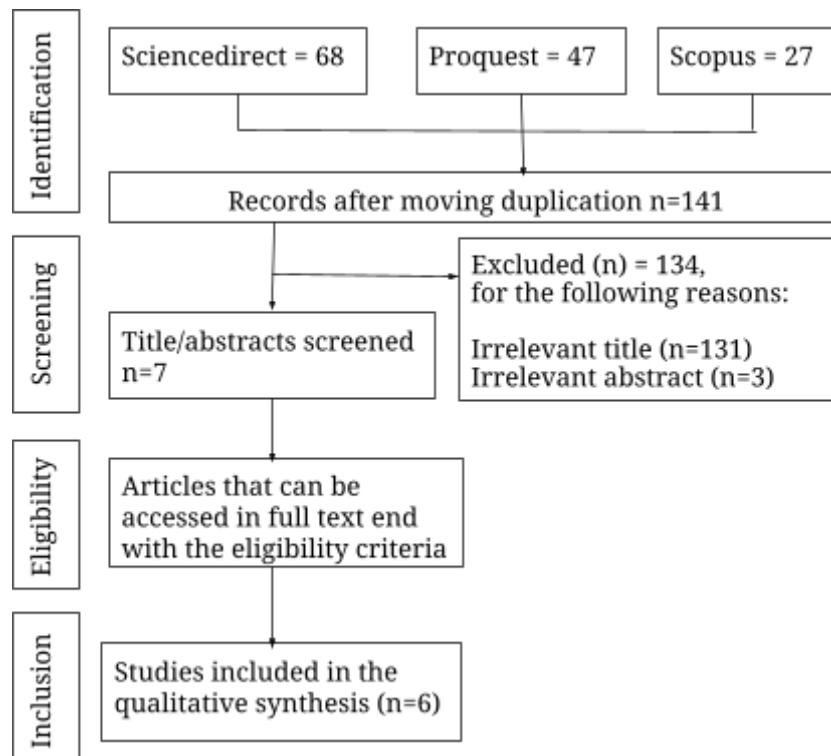 Identification
Sciencedirect = 68
Proquest = 47
Scopus = 27
Records after moving duplication n=141
Screening
Excluded (n) = 134,
for the following reasons:
Irrelevant title (n=131)
Irrelevant abstract (n=3)
Title/abstracts screened
n=7
Eligibility
Articles that can be
accessed in full text end
with the eligibility criteria
Inclusion
Studies included in the
qualitative synthesis (n=6)